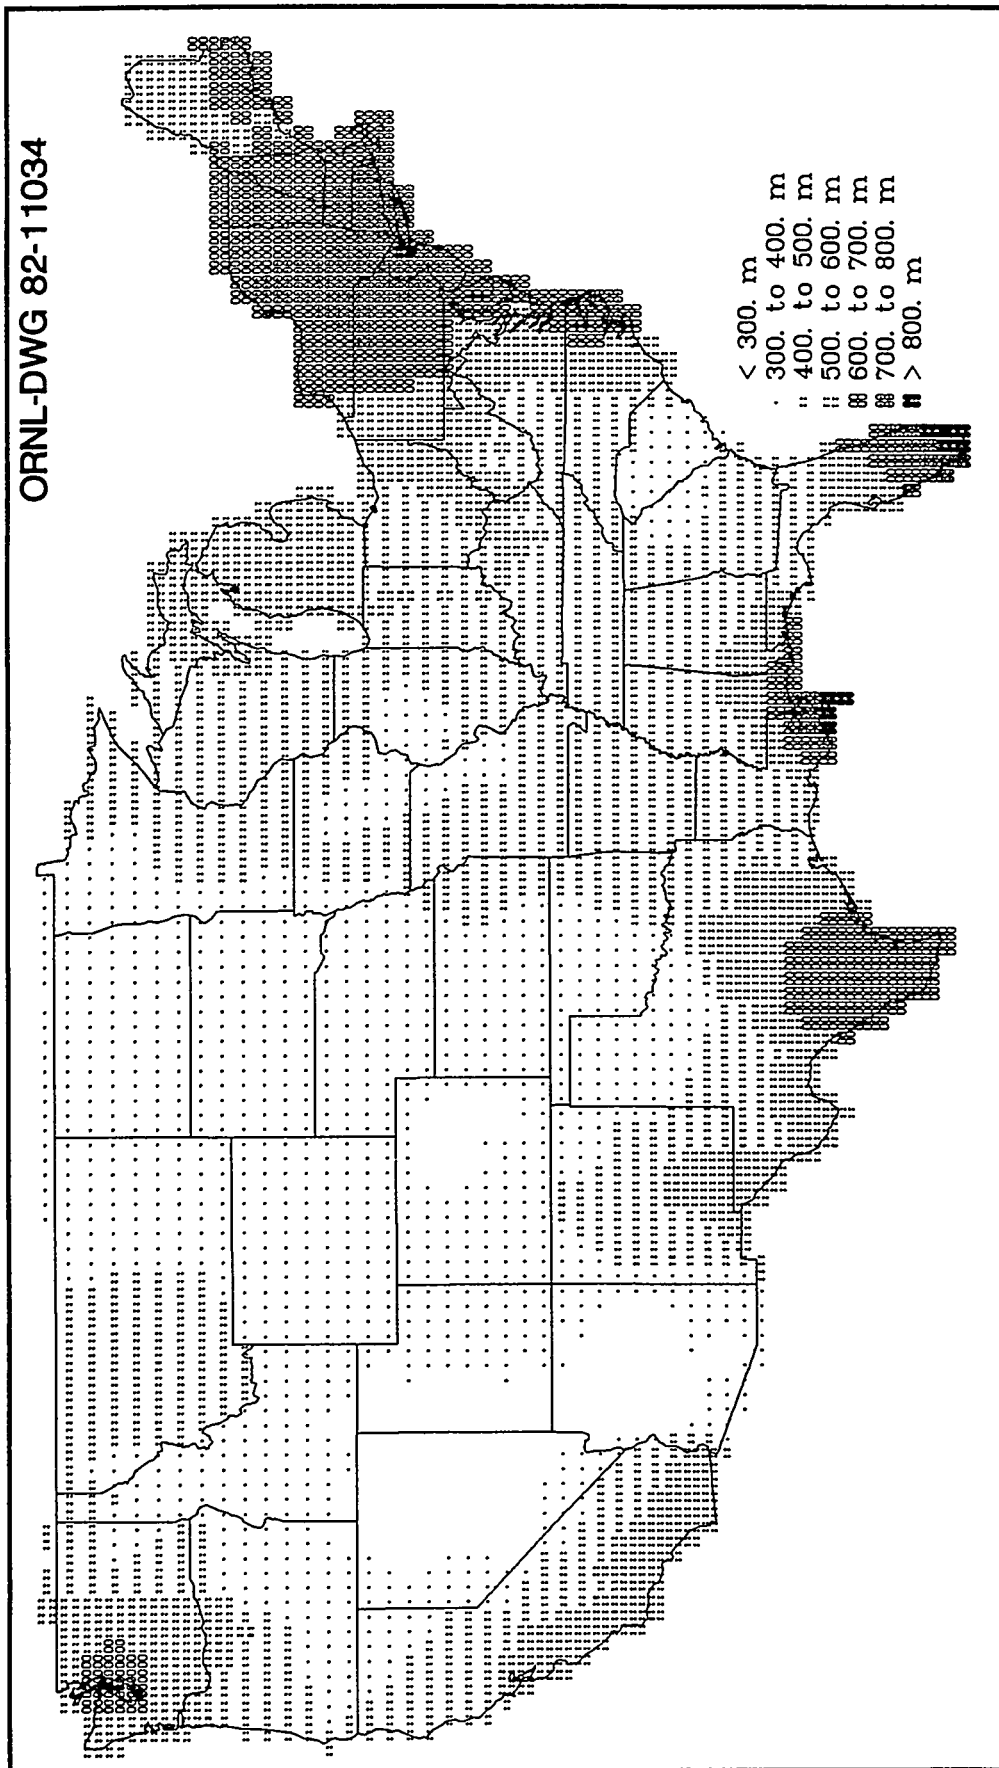 ORNL-DWG 82-11034
< 300. m
300. to 400. m
400. to 500. m
500. to 600. m
600. to 700. m
700. to 800. m
> 800. m